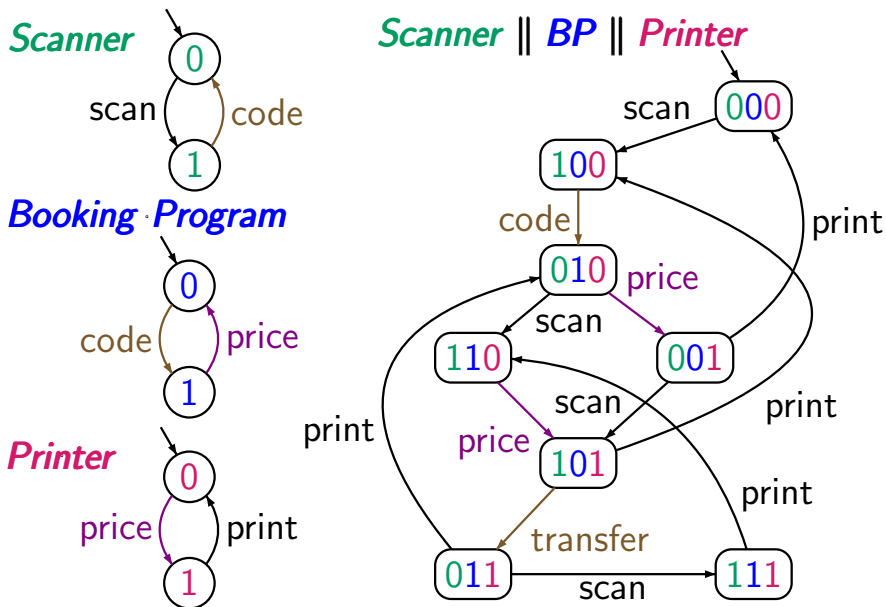 Scanner
0
scan
code
1
Booking Program
0
code
price
1
Printer
0
price
print
1
Scanner || BP || Printer
000
scan
100
code
print
010
price
scan
110
001
scan
print
print
price
101
print
transfer
011
scan
111